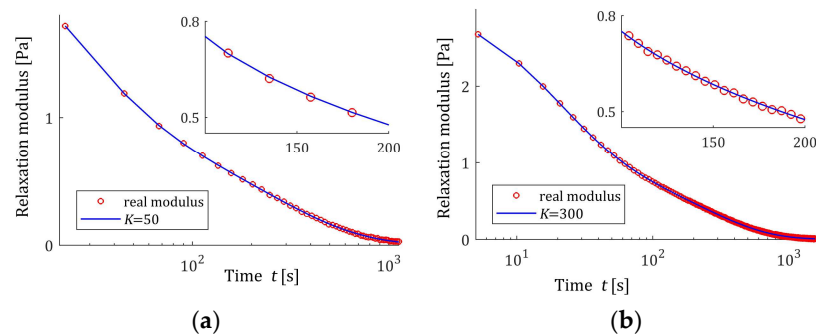 0.8
0.5
150
200
Relaxation modulus [Pa]
1
0
real modulus
K=50
10²
10³
Time t [s]
(a)
0.8
0.5
150
200
Relaxation modulus [Pa]
2
1
0
real modulus
K=300
10¹
10²
10³
Time t [s]
(b)